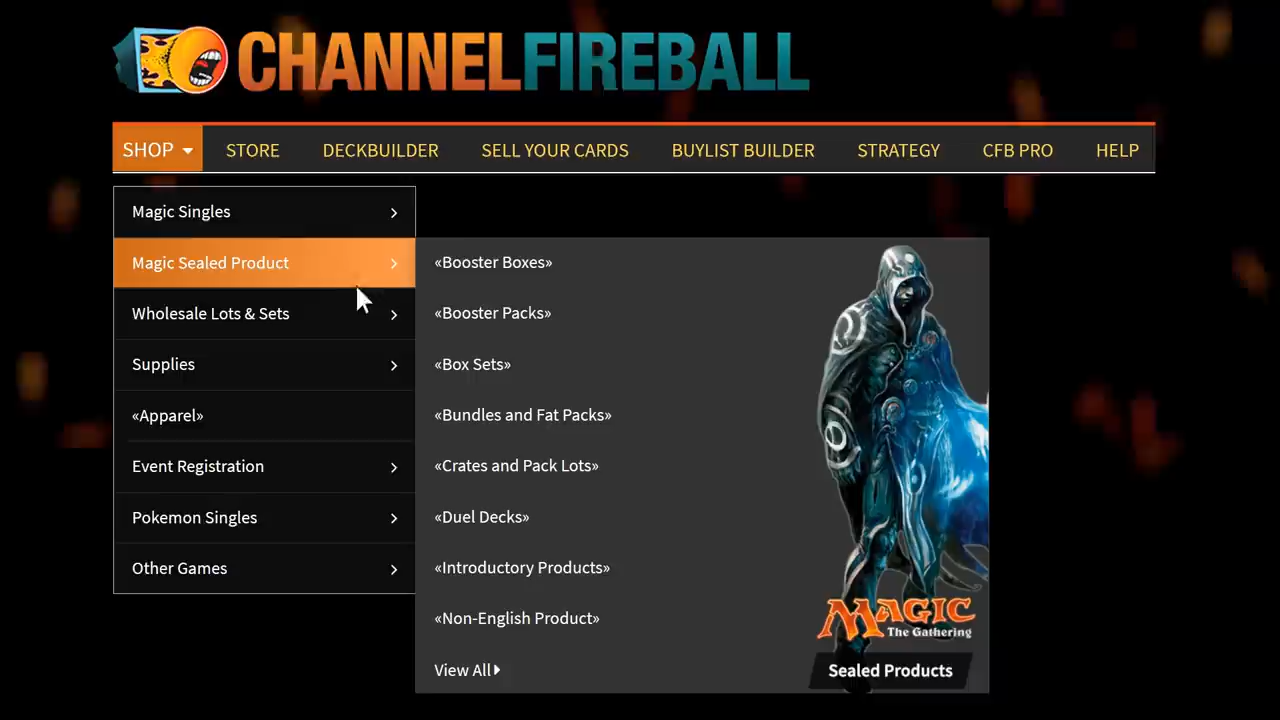 CHANNELFIREBALL
SHOP
STORE
DECKBUILDER
SELL YOUR CARDS
BUYLIST BUILDER
STRATEGY
CFB PRO
HELP
Magic Singles
Magic Sealed Product
Wholesale Lots & Sets
Supplies
«Apparel»
Event Registration
Pokemon Singles
Other Games
«Booster Boxes»
«Booster Packs»
«Box Sets»
«Bundles and Fat Packs»
«Crates and Pack Lots»
«Duel Decks»
«Introductory Products»
«Non-English Product»
View All
MAGIC
The Gathering
Sealed Products